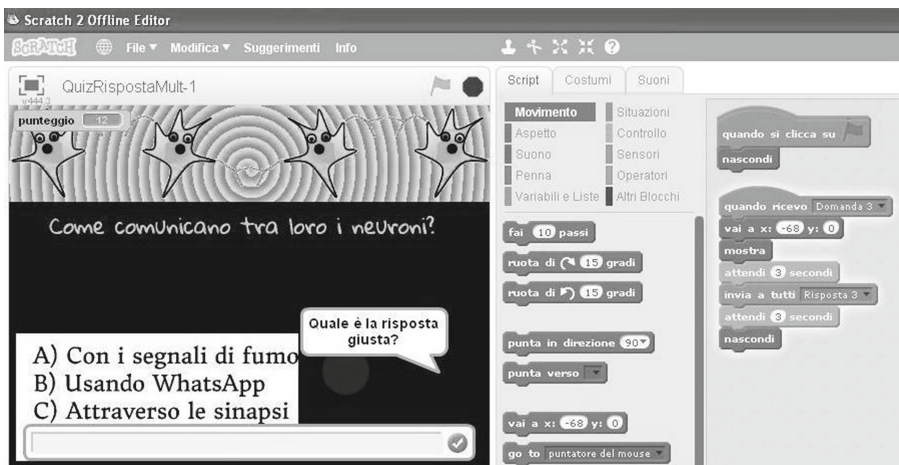 Scratch 2 Offline Editor
SCRATCH File Modifica Suggerimenti Info
QuizRispostaMult-1
v444.3
punteggio 12
Come comunicano tra loro i neuroni?
Quale è la risposta
giusta?
A) Con i segnali di fumo
B) Usando WhatsApp
C) Attraverso le sinapsi
Script Costumi Suoni
Movimento Situazioni
Aspetto Controllo
Suono Sensori
Penna Operatori
Variabili e Liste Altri Blocchi
fai 10 passi
ruota di 15 gradi
ruota di 15 gradi
punta in direzione 90
punta verso
vai a x: -68 y: 0
go to puntatore del mouse
quando si clicca su
nascondi
quando ricevo Domanda 3
vai a x: -68 y: 0
mostra
attendi 3 secondi
invia a tutti Risposta 3
attendi 3 secondi
nascondi